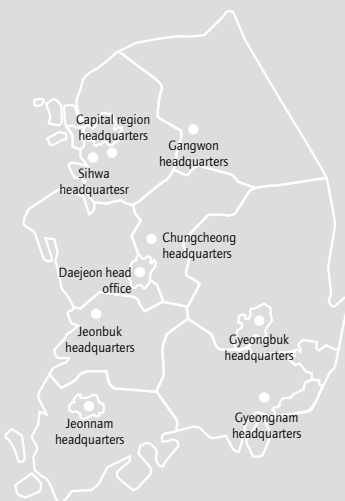 Capital region
headquarters
Gangwon
headquarters
Sihwa
headquartesr
Chungcheong
headquarters
Daejeon head
office
Jeonbuk
headquarters
Gyeongbuk
headquarters
Jeonnam
headquarters
Gyeongnam
headquarters